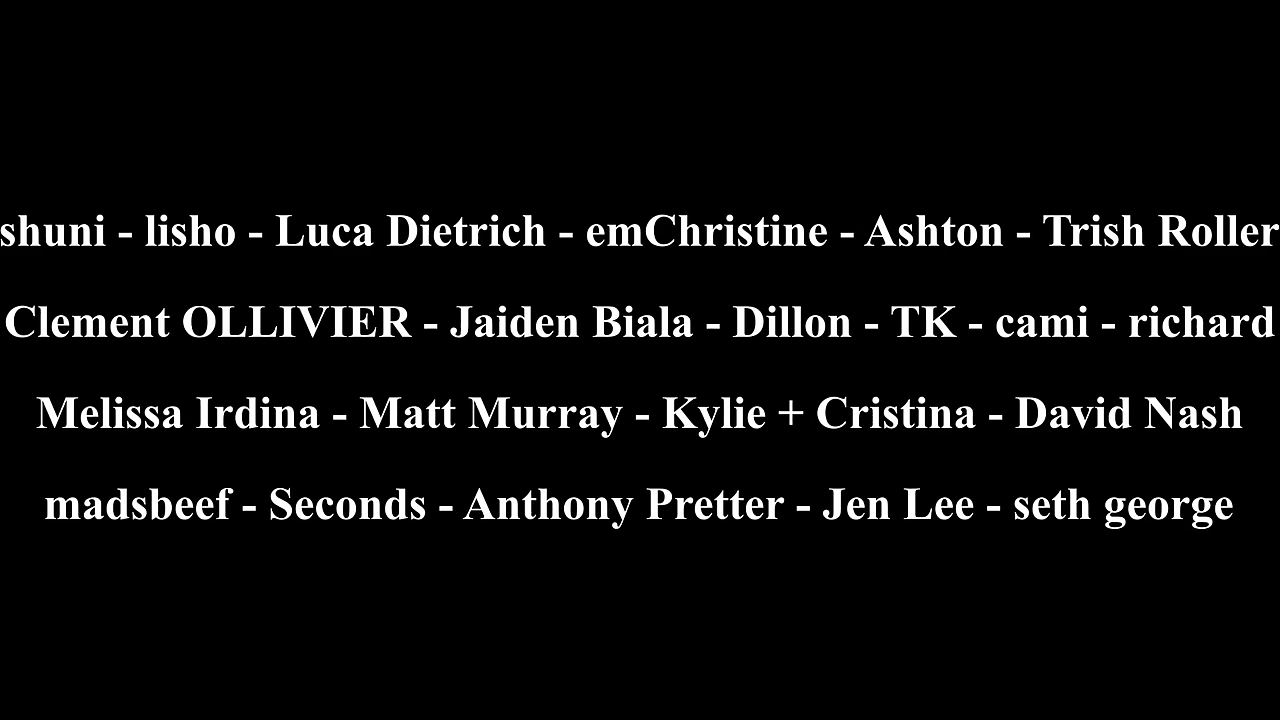 shuni - lisho - Luca Dietrich - emChristine - Ashton - Trish Roller
Clement OLLIVIER - Jaiden Biala - Dillon - TK - cami - richard
Melissa Irdina - Matt Murray - Kylie + Cristina - David Nash
madsbeef - Seconds - Anthony Pretter - Jen Lee - seth george